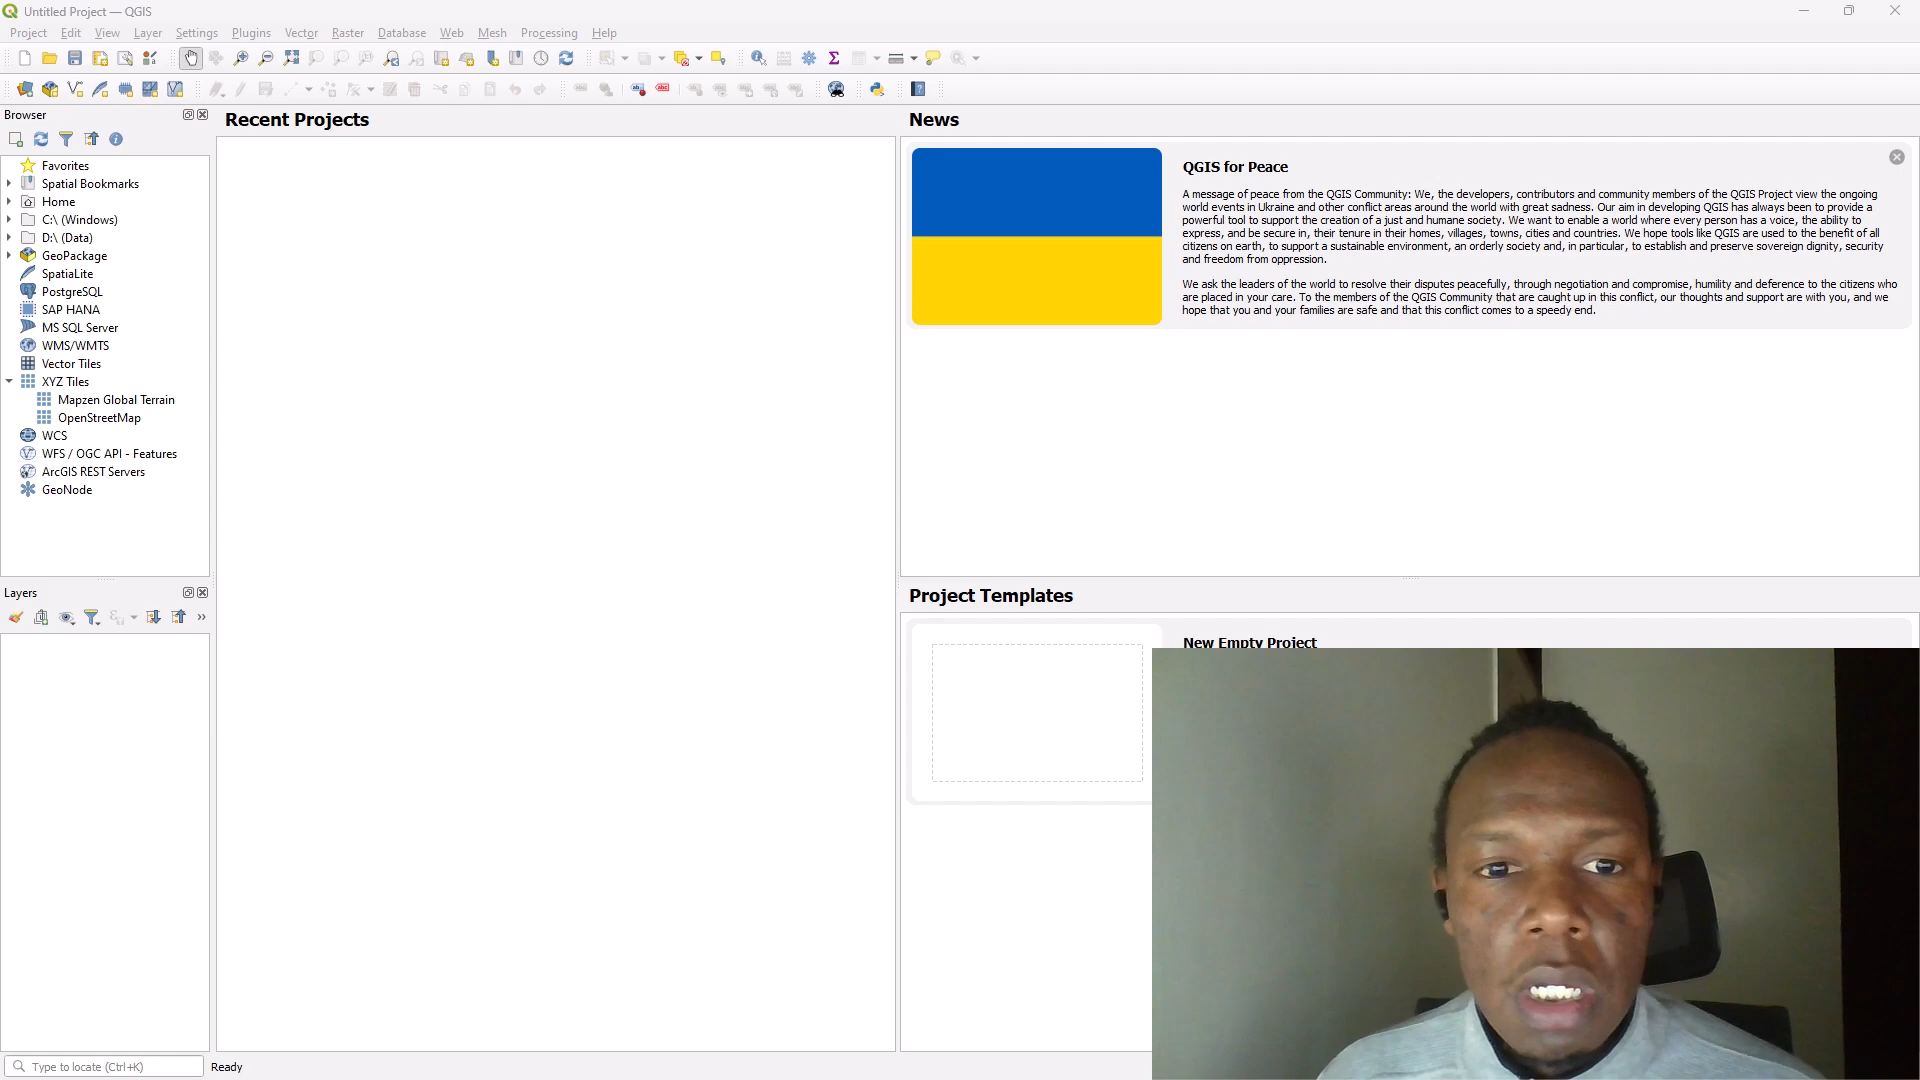 Untitled Project — QGIS
Project Edit View Layer Settings Plugins Vector Raster Database Web Mesh Processing Help
Browser
Favorites
Spatial Bookmarks
Home
C:\ (Windows)
D:\ (Data)
GeoPackage
SpatiaLite
PostgreSQL
SAP HANA
MS SQL Server
WMS/WMTS
Vector Tiles
XYZ Tiles
Mapzen Global Terrain
OpenStreetMap
WCS
WFS / OGC API - Features
ArcGIS REST Servers
GeoNode
Layers
Type to locate (Ctrl+K)
Ready
Recent Projects
News
QGIS for Peace
A message of peace from the QGIS Community: We, the developers, contributors and community members of the QGIS Project view the ongoing
world events in Ukraine and other conflict areas around the world with great sadness. Our aim in developing QGIS has always been to provide a
powerful tool to support the creation of a just and humane society. We want to enable a world where every person has a voice, the ability to
express, and be secure in, their tenure in their homes, villages, towns, cities and countries. We hope tools like QGIS are used to the benefit of all
citizens on earth, to support a sustainable environment, an orderly society and, in particular, to establish and preserve sovereign dignity, security
and freedom from oppression.
We ask the leaders of the world to resolve their disputes peacefully, through negotiation and compromise, humility and deference to the citizens who
are placed in your care. To the members of the QGIS Community that are caught up in this conflict, our thoughts and support are with you, and we
hope that you and your families are safe and that this conflict comes to a speedy end.
Project Templates
New Empty Project